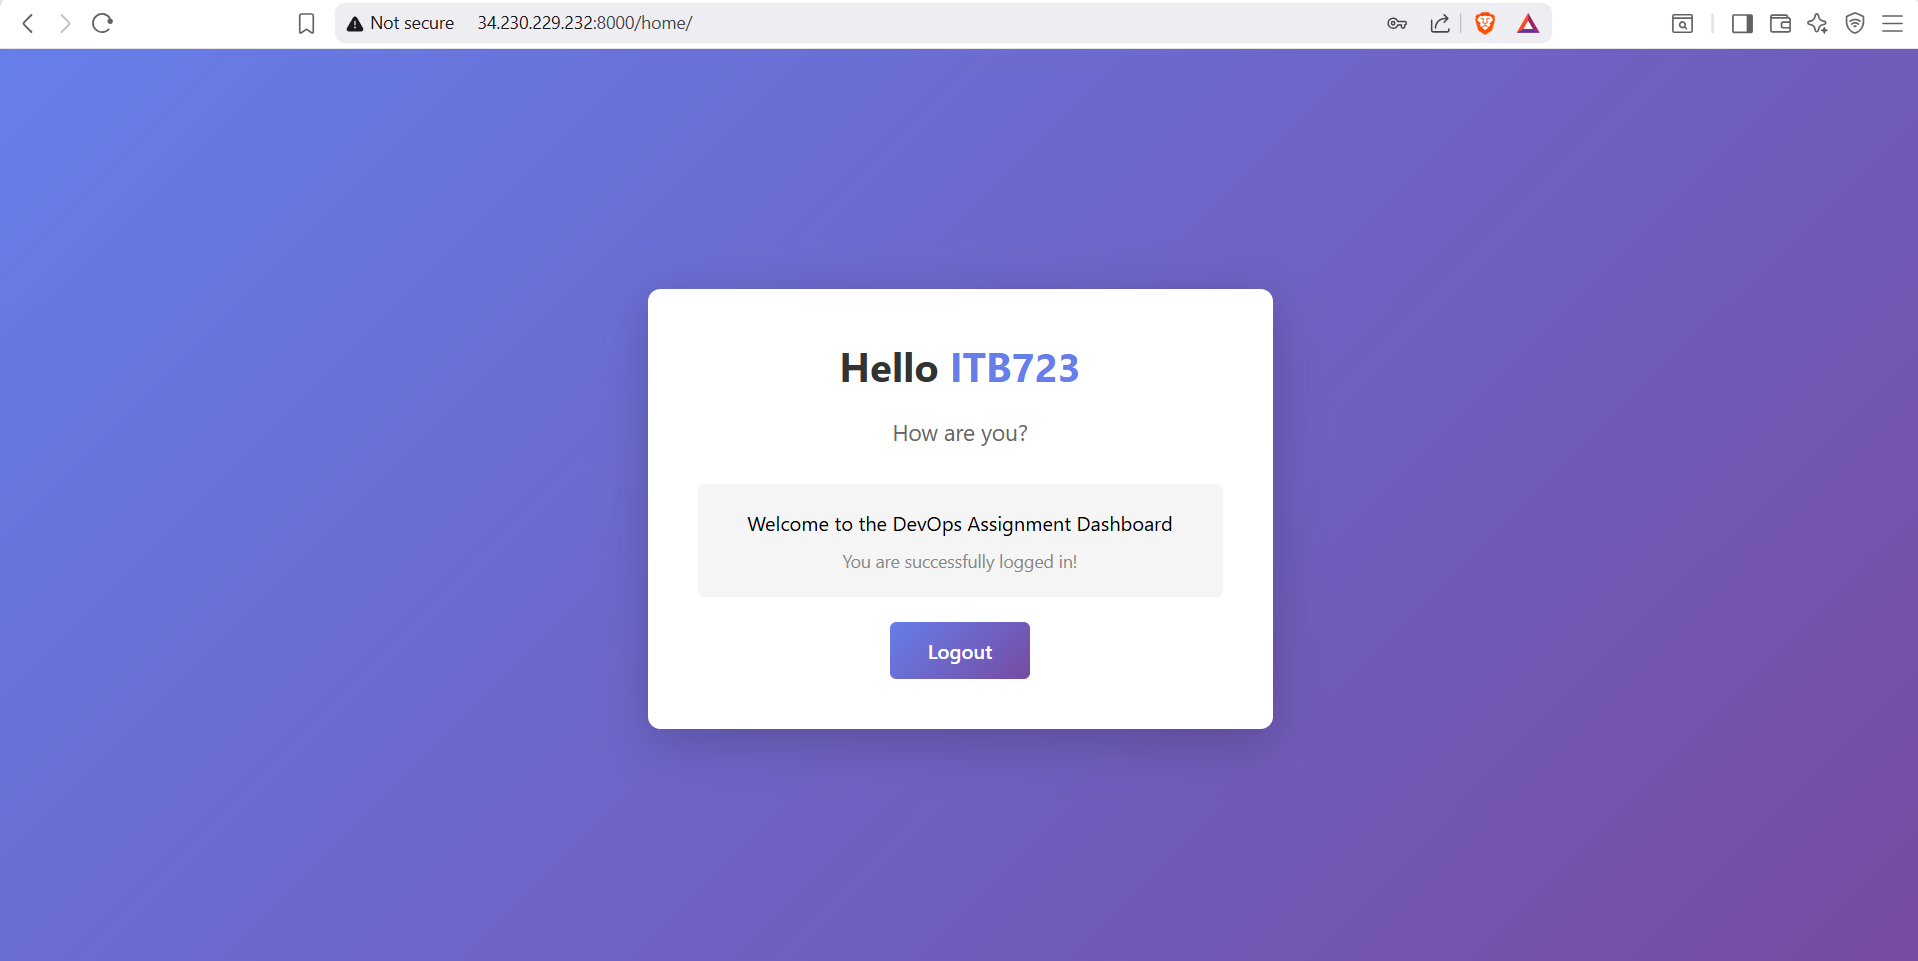 Not secure 34.230.229.232:8000/home/
Hello ITB723
How are you?
Welcome to the DevOps Assignment Dashboard
You are successfully logged in!
Logout